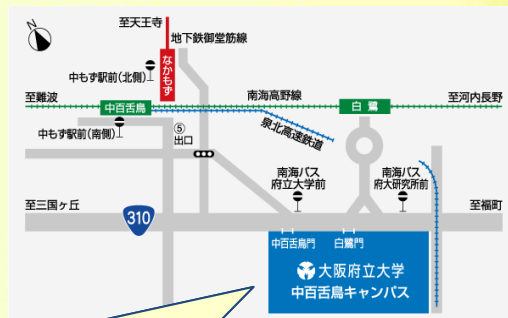 至天王寺
地下鉄御堂筋線
なかもず
中もず駅前(北側)
至難波
中百舌鳥
南海高野線
白鷺
至河内長野
中もず駅前(南側)
⑤
出口
泉北高速鉄道
南海バス
府立大学前
南海バス
府大研究所前
至三国ヶ丘
310
至福町
中百舌鳥門
白鷺門
大阪府立大学
中百舌鳥キャンパス
N